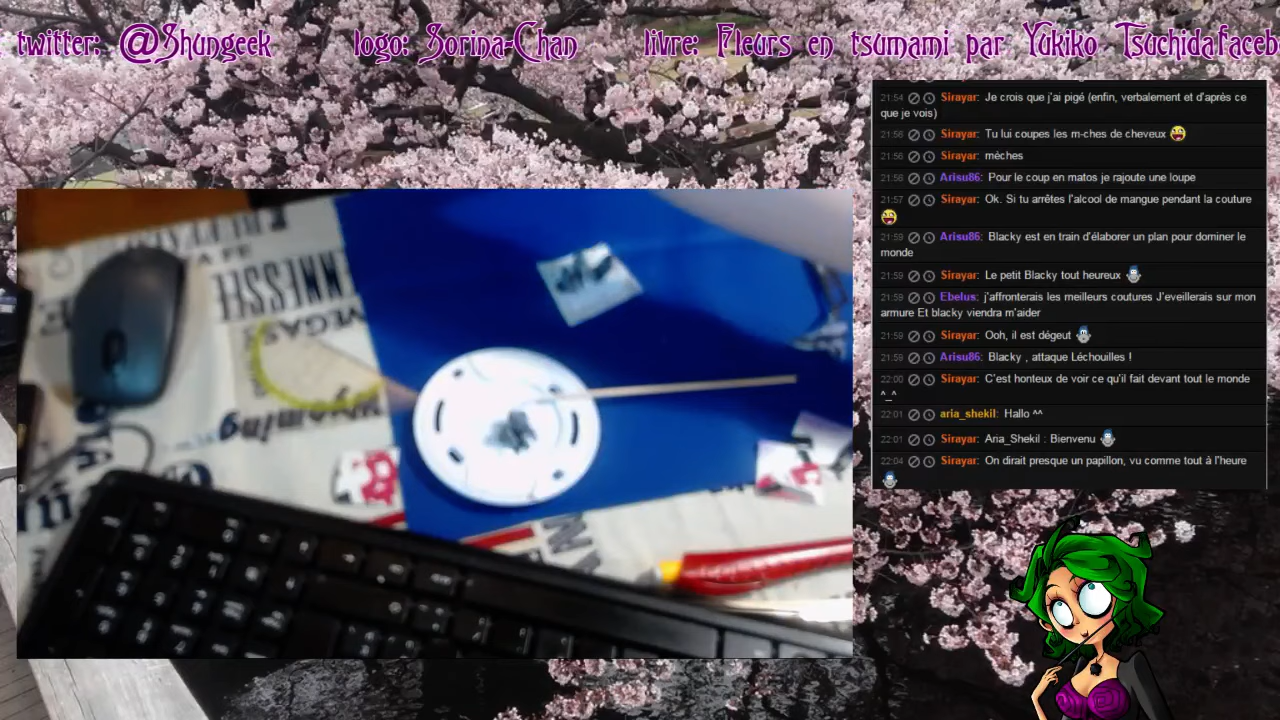 twitter: @Shungeek logo: Sorina-Chan livre: Fleurs en tsumami par Yukiko Tsuchidafaceb
21:54 Sirayar: Je crois que j'ai pigé (enfin, verbalement et d'après ce
que je vois)
21:56 Sirayar: Tu lui coupes les m-ches de cheveux
21:56 Sirayar: mèches
21:56 Arisu86: Pour le coup en matos je rajoute une loupe
21:57 Sirayar: Ok. Si tu arrêtes l'alcool de mangue pendant la couture
21:59 Arisu86: Blacky est en train d'élaborer un plan pour dominer le
monde
21:59 Sirayar: Le petit Blacky tout heureux
21:59 Ebelus: j'affronterais les meilleurs coutures J'eveillerais sur mon
armure Et blacky viendra m'aider
21:59 Sirayar: Ooh, il est dégeut
21:59 Arisu86: Blacky , attaque Léchouilles !
22:00 Sirayar: C'est honteux de voir ce qu'il fait devant tout le monde
^_^
22:01 aria_shekil: Hallo ^^
22:01 Sirayar: Aria_Shekil : Bienvenu
22:04 Sirayar: On dirait presque un papillon, vu comme tout à l'heure
NNESSEE
VEGAS
Wyoming